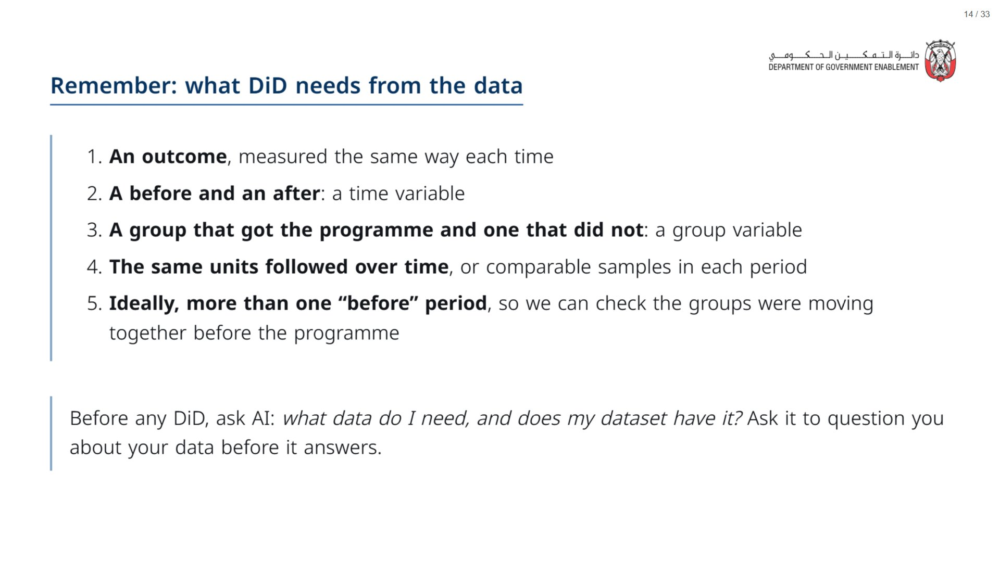 14 / 33
دائرة التمكين الحكومي
DEPARTMENT OF GOVERNMENT ENABLEMENT
Remember: what DiD needs from the data
1. An outcome, measured the same way each time
2. A before and an after: a time variable
3. A group that got the programme and one that did not: a group variable
4. The same units followed over time, or comparable samples in each period
5. Ideally, more than one “before” period, so we can check the groups were moving
together before the programme
Before any DiD, ask AI: what data do I need, and does my dataset have it? Ask it to question you
about your data before it answers.